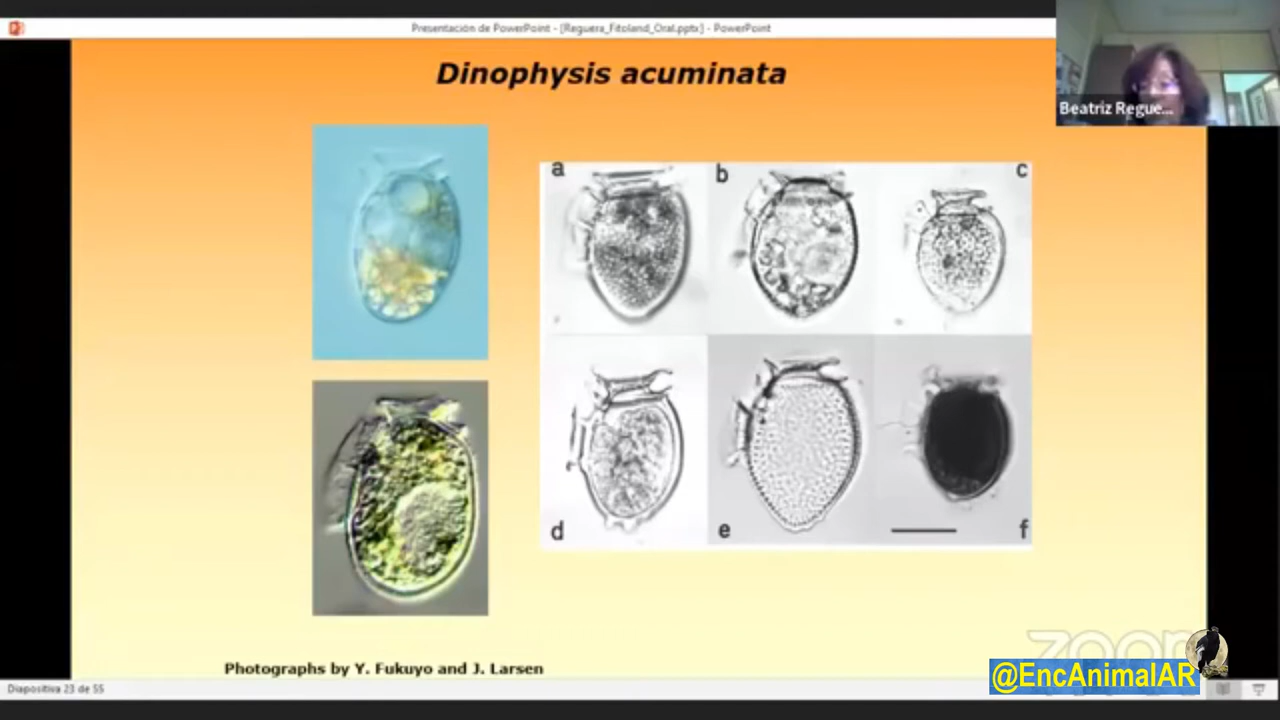 Presentación de PowerPoint - [Reguera_Fitoland_Oral.pptx] - PowerPoint
Dinophysis acuminata
Beatriz Regue...
a
b
c
d
e
f
Photographs by Y. Fukuyo and J. Larsen
zoom
@EncAnimalAR
Diapositiva 23 de 55